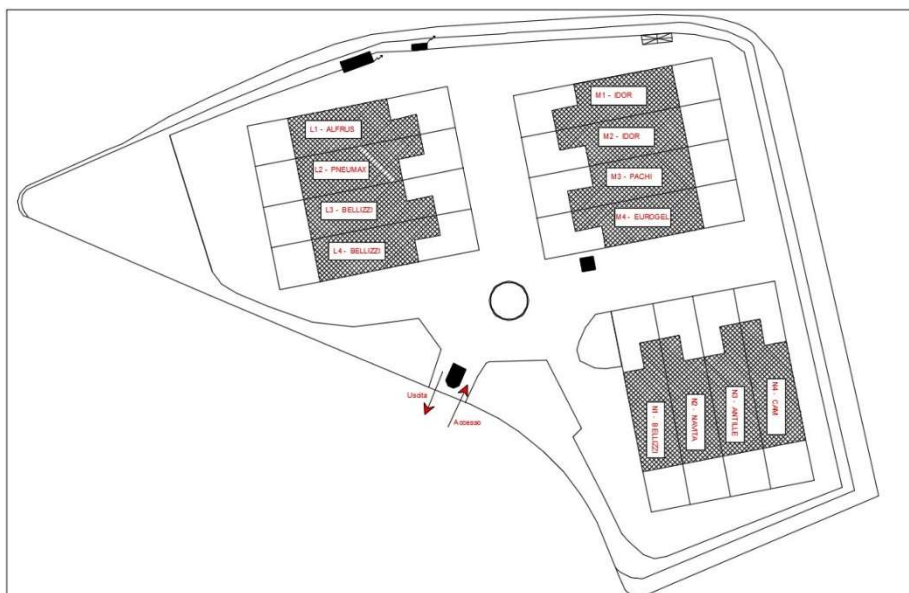 L1 - ALFRUS
L2 - PNEUMAX
L3 - BELLIZZI
L4 - BELLIZZI
M1 - IDOR
M2 - IDOR
M3 - PACHI
M4 - EUROGEL
N1 - BELLIZZI
N2 - NAVITA
N3 - ANTILLE
N4 - CAM
Uscita
Accesso